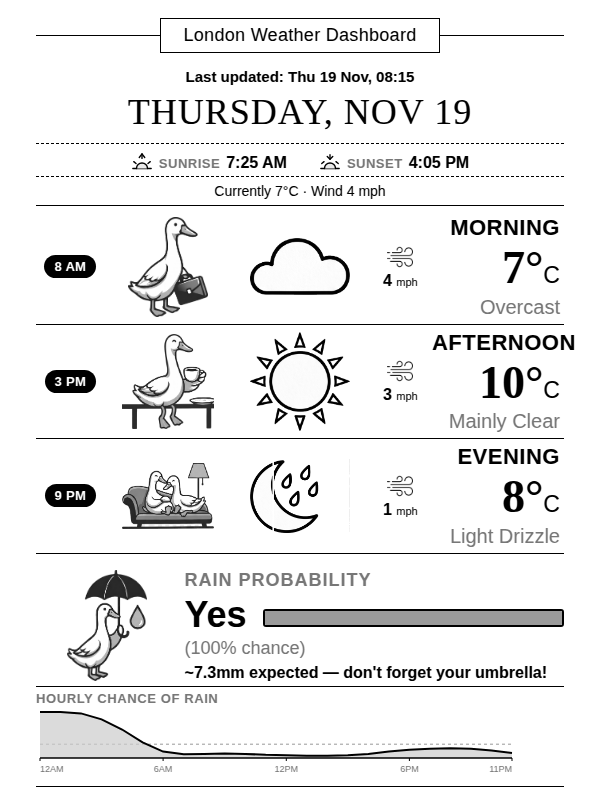 London Weather Dashboard
Last updated: Thu 19 Nov, 08:15
THURSDAY, NOV 19
SUNRISE 7:25 AM SUNSET 4:05 PM
Currently 7°C · Wind 4 mph
MORNING
8 AM
4 mph
7°C
Overcast
AFTERNOON
3 PM
3 mph
10°C
Mainly Clear
EVENING
9 PM
1 mph
8°C
Light Drizzle
RAIN PROBABILITY
Yes
(100% chance)
~7.3mm expected — don't forget your umbrella!
HOURLY CHANCE OF RAIN
12AM 6AM 12PM 6PM 11PM